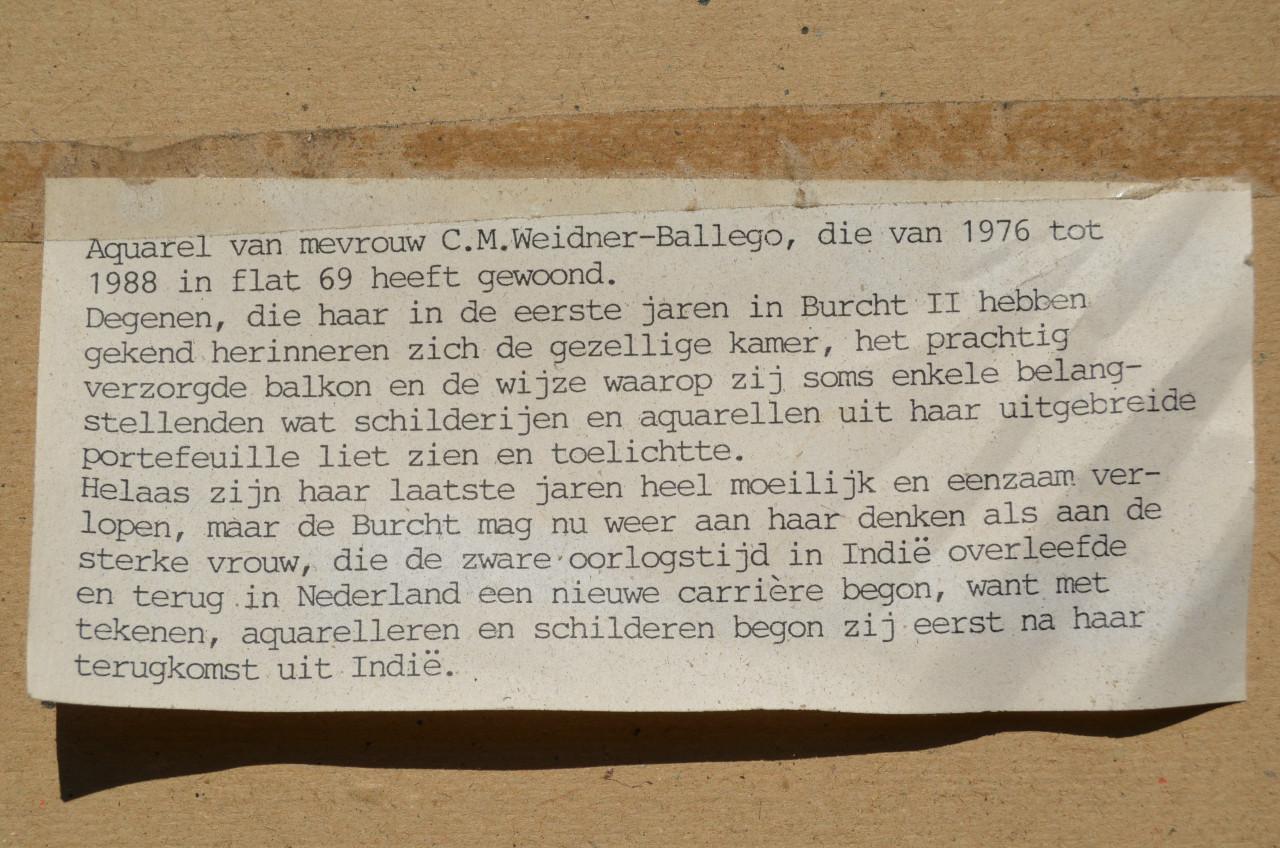 Aquarel van mevrouw C.M.Weidner-Ballego, die van 1976 tot
1988 in flat 69 heeft gewoond.
Degenen, die haar in de eerste jaren in Burcht II hebben
gekend herinneren zich de gezellige kamer, het prachtig
verzorgde balkon en de wijze waarop zij soms enkele belang-
stellenden wat schilderijen en aquarellen uit haar uitgebreide
portefeuille liet zien en toelichtte.
Helaas zijn haar laatste jaren heel moeilijk en eenzaam ver-
lopen, maar de Burcht mag nu weer aan haar denken als aan de
sterke vrouw, die de zware oorlogstijd in Indië overleefde
en terug in Nederland een nieuwe carrière begon, want met
tekenen, aquarelleren en schilderen begon zij eerst na haar
terugkomst uit Indië.